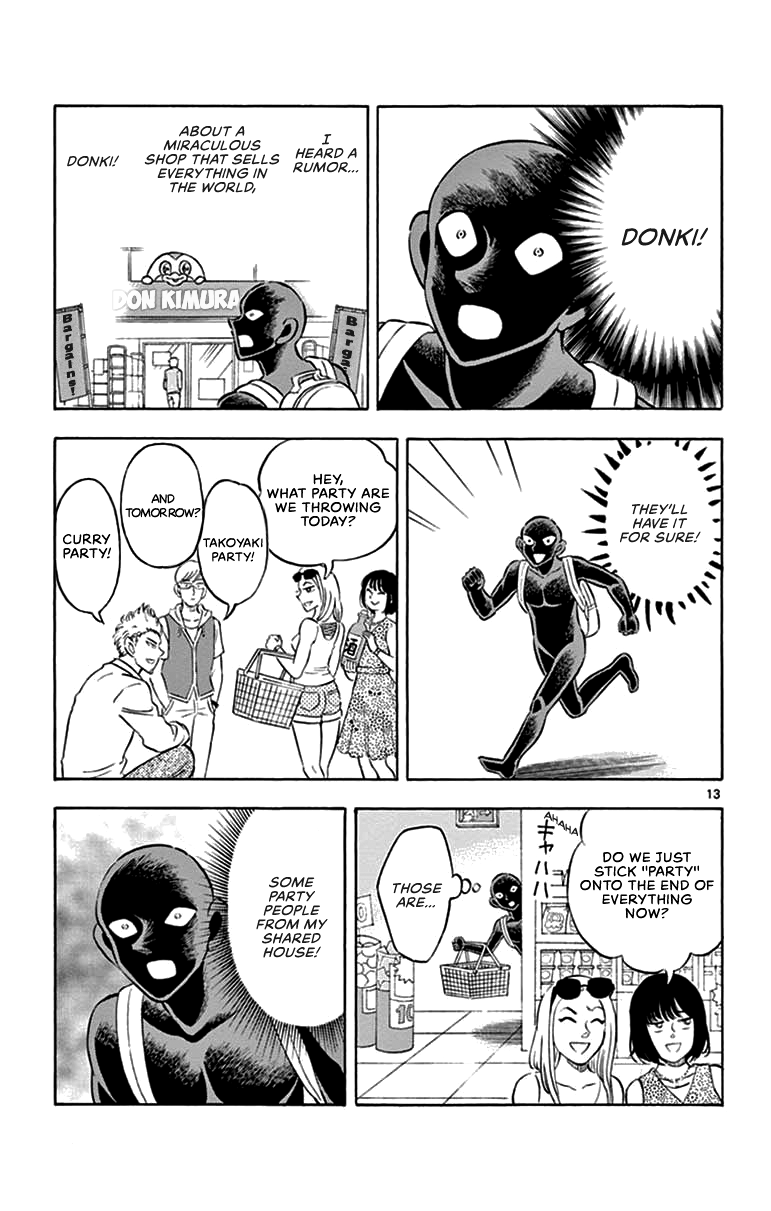 DONKI!
I
HEARD A
RUMOR...
ABOUT A
MIRACULOUS
SHOP THAT SELLS
EVERYTHING IN
THE WORLD,
DONKI!
DON KIMURA
Bargains!
Bargains
THEY'LL
HAVE IT
FOR SURE!
HEY,
WHAT PARTY ARE
WE THROWING
TODAY?
酒
TAKOYAKI
PARTY!
AND
TOMORROW?
CURRY
PARTY!
13
DO WE JUST
STICK "PARTY"
ONTO THE END OF
EVERYTHING
NOW?
AHAHA
キャハハ
THOSE
ARE...
10
SOME
PARTY
PEOPLE
FROM MY
SHARED
HOUSE!